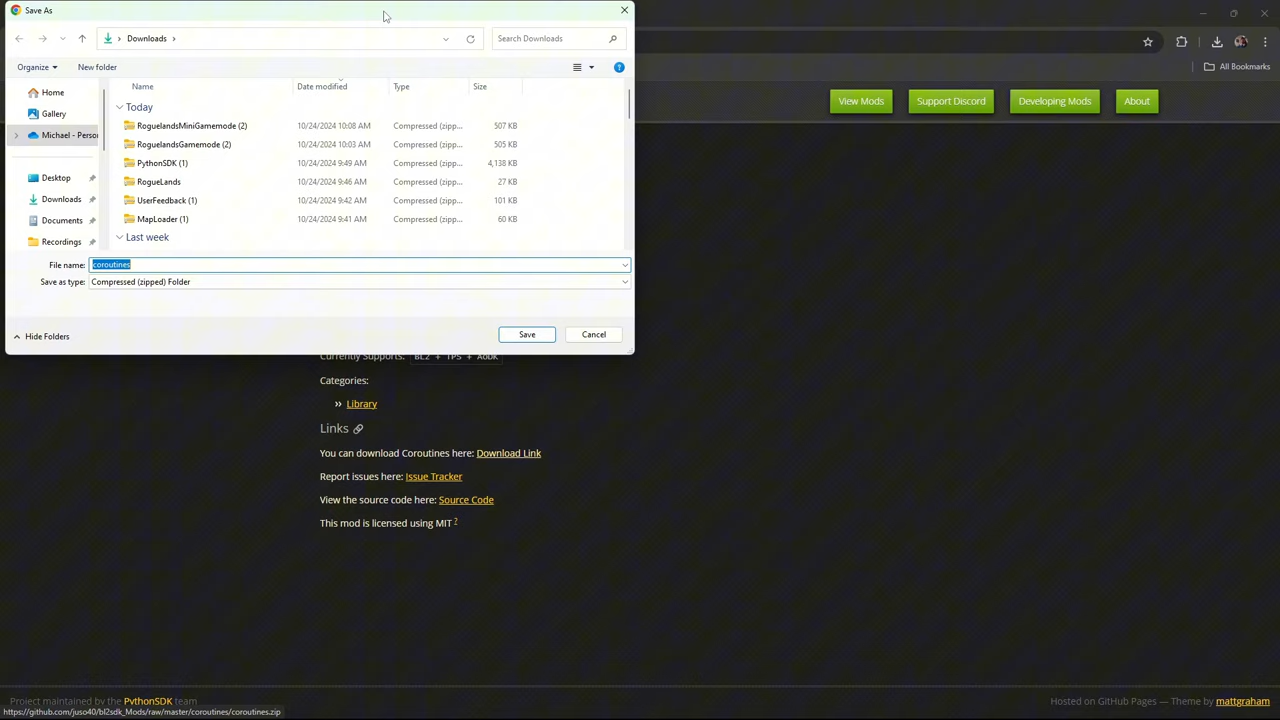 Save As
Downloads
Search Downloads
Organize
New folder
Home
Gallery
Michael - Perso
Desktop
Downloads
Documents
Recordings
Name Date modified Type Size
Today
RoguelandsMiniGamemode (2) 10/24/2024 10:08 AM Compressed (zipp... 507 KB
RoguelandsGamemode (2) 10/24/2024 10:03 AM Compressed (zipp... 505 KB
PythonSDK (1) 10/24/2024 9:49 AM Compressed (zipp... 4,138 KB
RogueLands 10/24/2024 9:46 AM Compressed (zipp... 27 KB
UserFeedback (1) 10/24/2024 9:42 AM Compressed (zipp... 101 KB
MapLoader (1) 10/24/2024 9:41 AM Compressed (zipp... 60 KB
Last week
File name: coroutines
Save as type: Compressed (zipped) Folder
Hide Folders
Save
Cancel
All Bookmarks
View Mods
Support Discord
Developing Mods
About
Currently Supports: BL2 + TPS + AoDK
Categories:
» Library
Links
You can download Coroutines here: Download Link
Report issues here: Issue Tracker
View the source code here: Source Code
This mod is licensed using MIT ?
Project maintained by the PythonSDK team
Hosted on GitHub Pages — Theme by mattgraham
https://github.com/juso40/bl2sdk_Mods/raw/master/coroutines/coroutines.zip